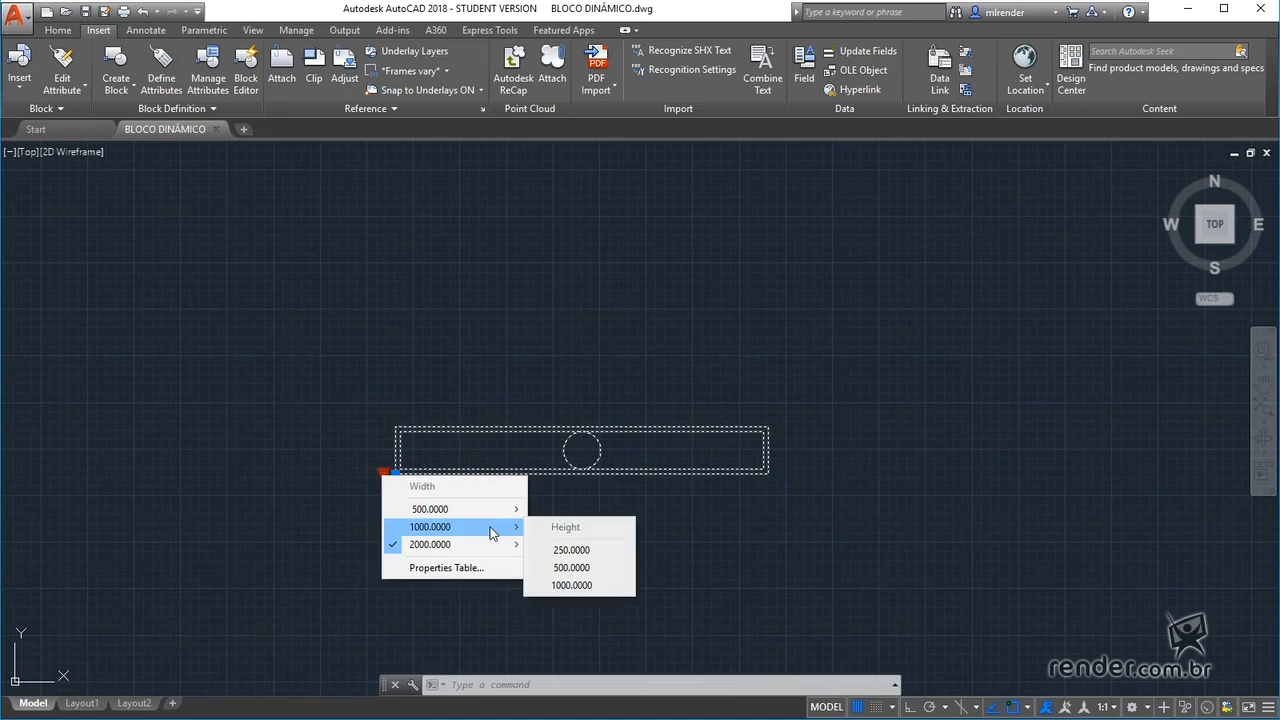 Autodesk AutoCAD 2018 - STUDENT VERSION BLOCO DINÂMICO.dwg
Type a keyword or phrase
mlrender
Home Insert Annotate Parametric View Manage Output Add-ins A360 Express Tools Featured Apps
Insert
Edit Attribute
Create Block
Define Attributes
Manage Attributes
Block Editor
Attach
Clip
Adjust
Underlay Layers
*Frames vary*
Snap to Underlays ON
Autodesk ReCap
Attach
PDF Import
Recognize SHX Text
Recognition Settings
Combine Text
Field
Update Fields
OLE Object
Hyperlink
Data Link
Set Location
Design Center
Search Autodesk Seek
Find product models, drawings and specs
Block Block Definition Reference Point Cloud Import Data Linking & Extraction Location Content
Start BLOCO DINÂMICO
[−][Top][2D Wireframe]
N
W TOP E
S
WCS
Width
500.0000
1000.0000
2000.0000
Properties Table...
Height
250.0000
500.0000
1000.0000
Y
X
render.com.br
Type a command
Model Layout1 Layout2
MODEL 1:1